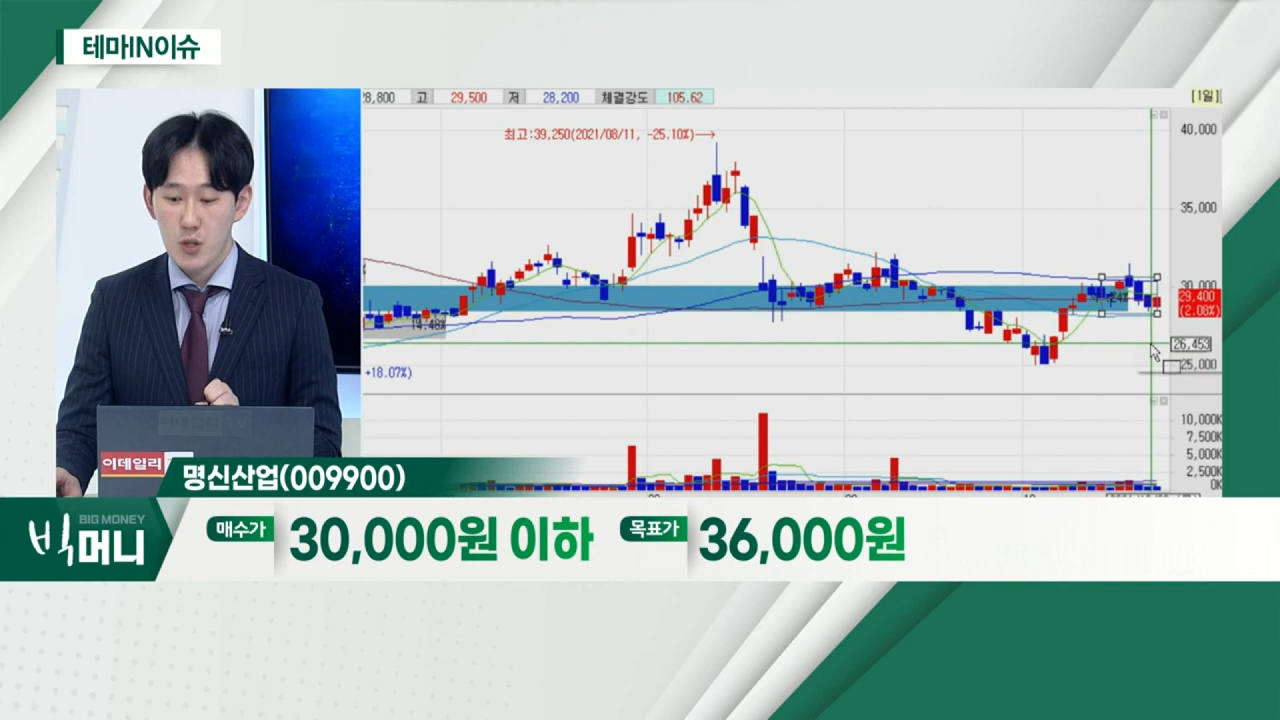 테마IN이슈
28,800 고 29,500 저 28,200 체결강도 105.62 [1일]
최고:39,250(2021/08/11, -25.10%)→
40,000
35,000
30,000
29,400
(2.08%)
26,453
25,000
14.48%
+18.07%)
10,000K
7,500K
5,000K
2,500K
0K
이데일리
명신산업(009900)
BIG MONEY
빅머니
매수가 30,000원 이하 목표가 36,000원